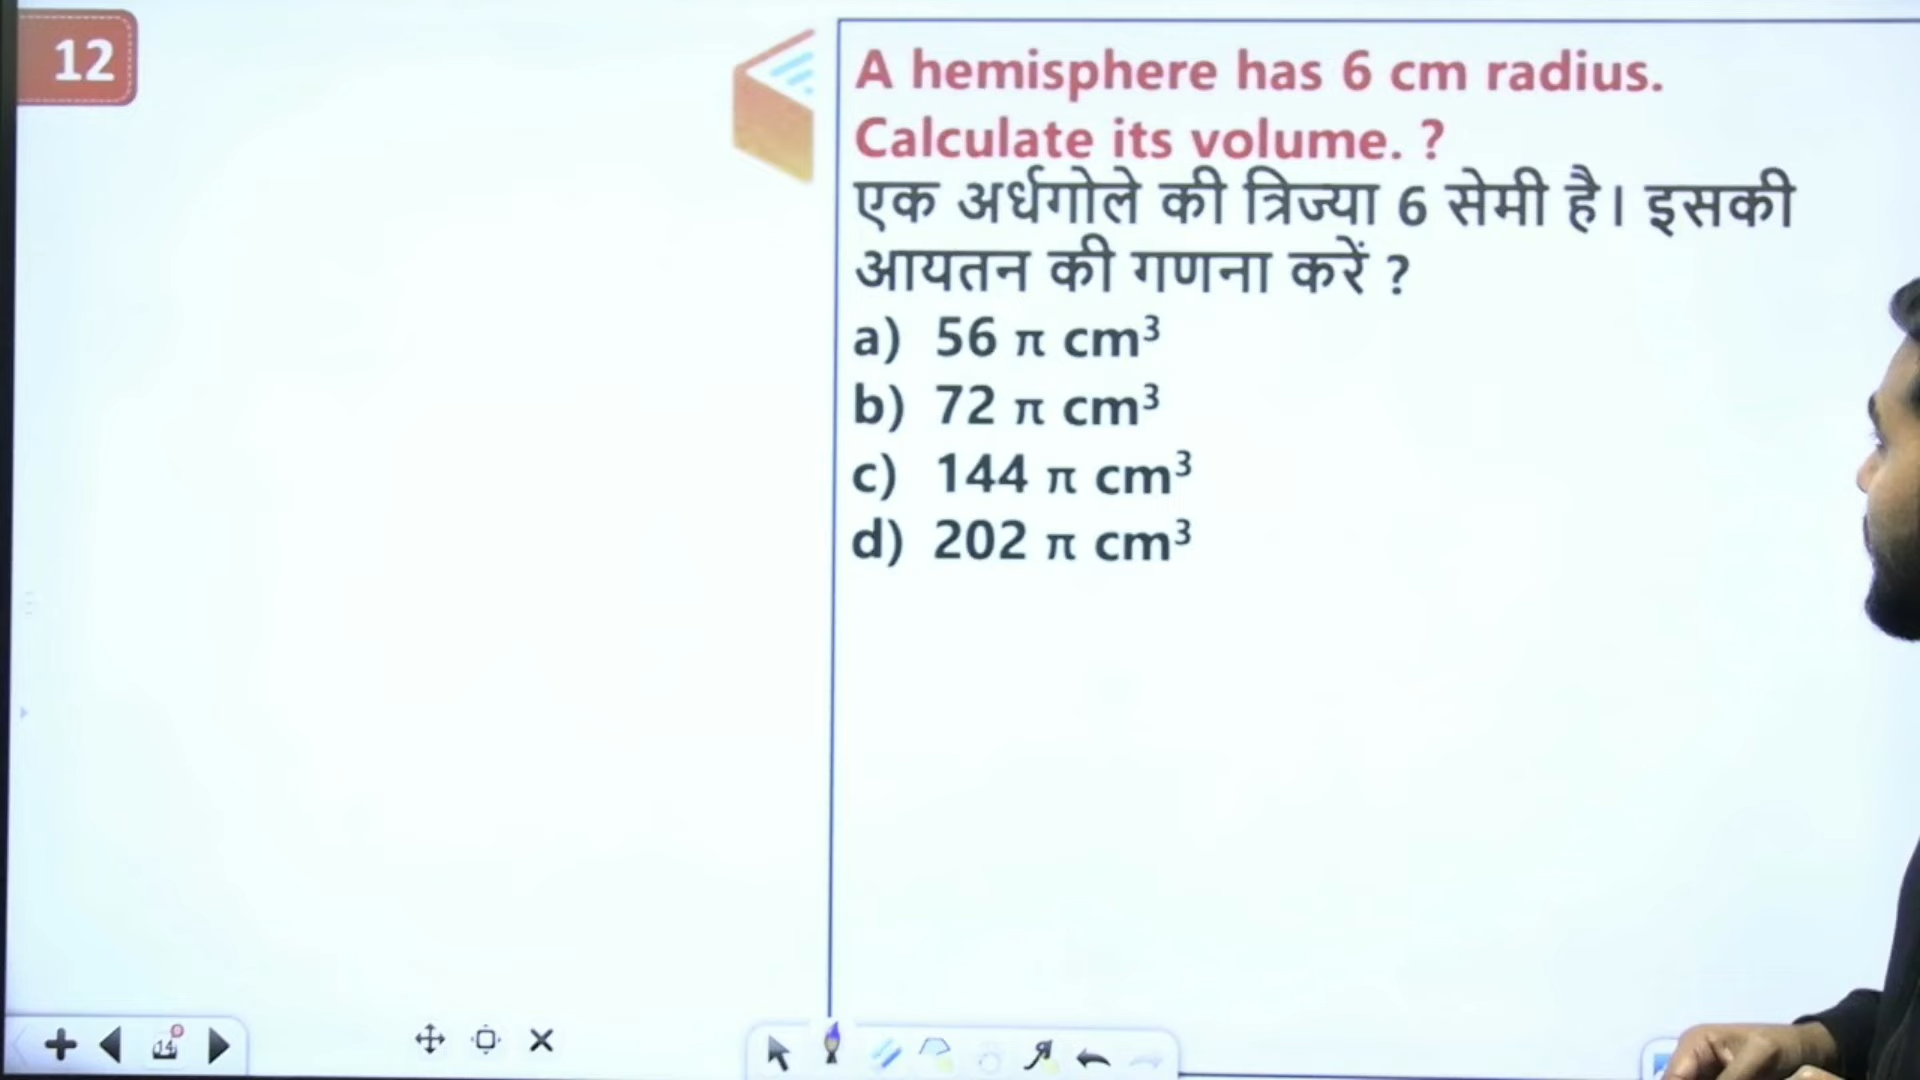 12
A hemisphere has 6 cm radius.
Calculate its volume. ?
एक अर्धगोले की त्रिज्या 6 सेमी है। इसकी
आयतन की गणना करें ?
a) 56 π cm³
b) 72 π cm³
c) 144 π cm³
d) 202 π cm³
14